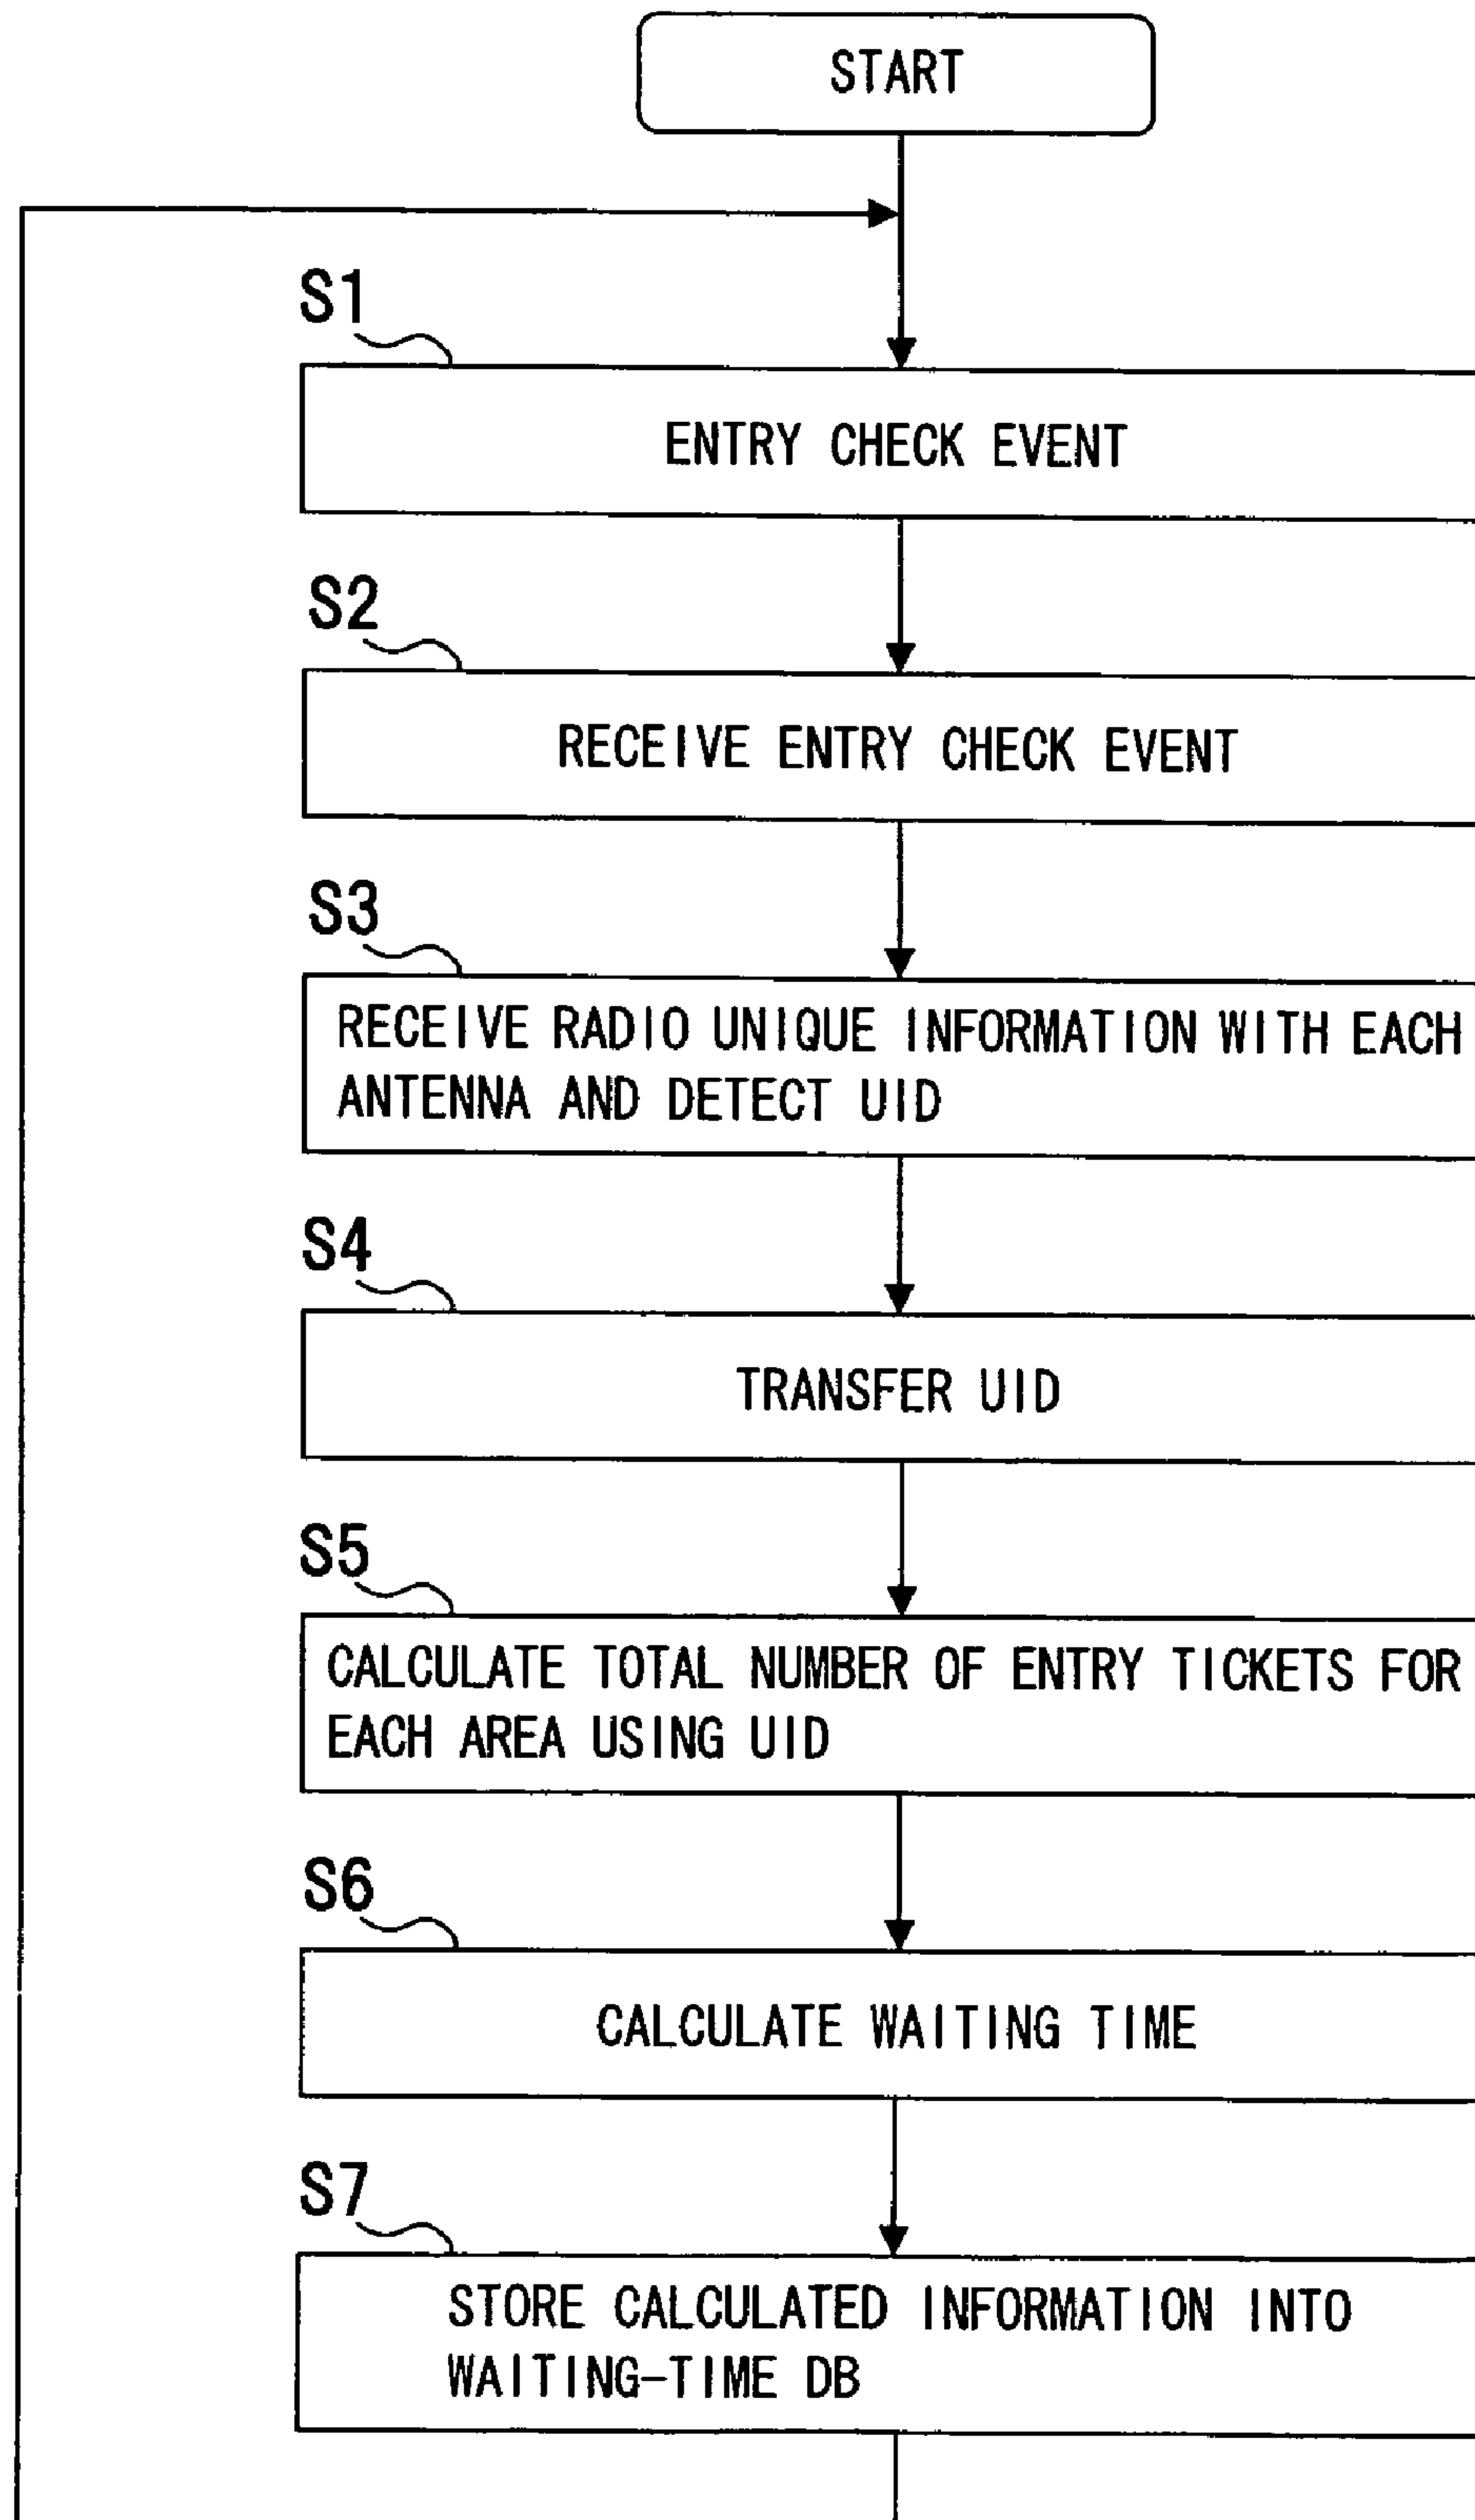 START
S1
ENTRY CHECK EVENT
S2
RECEIVE ENTRY CHECK EVENT
S3
RECEIVE RADIO UNIQUE INFORMATION WITH EACH
ANTENNA AND DETECT UID
S4
TRANSFER UID
S5
CALCULATE TOTAL NUMBER OF ENTRY TICKETS FOR
EACH AREA USING UID
S6
CALCULATE WAITING TIME
S7
STORE CALCULATED INFORMATION INTO
WAITING-TIME DB